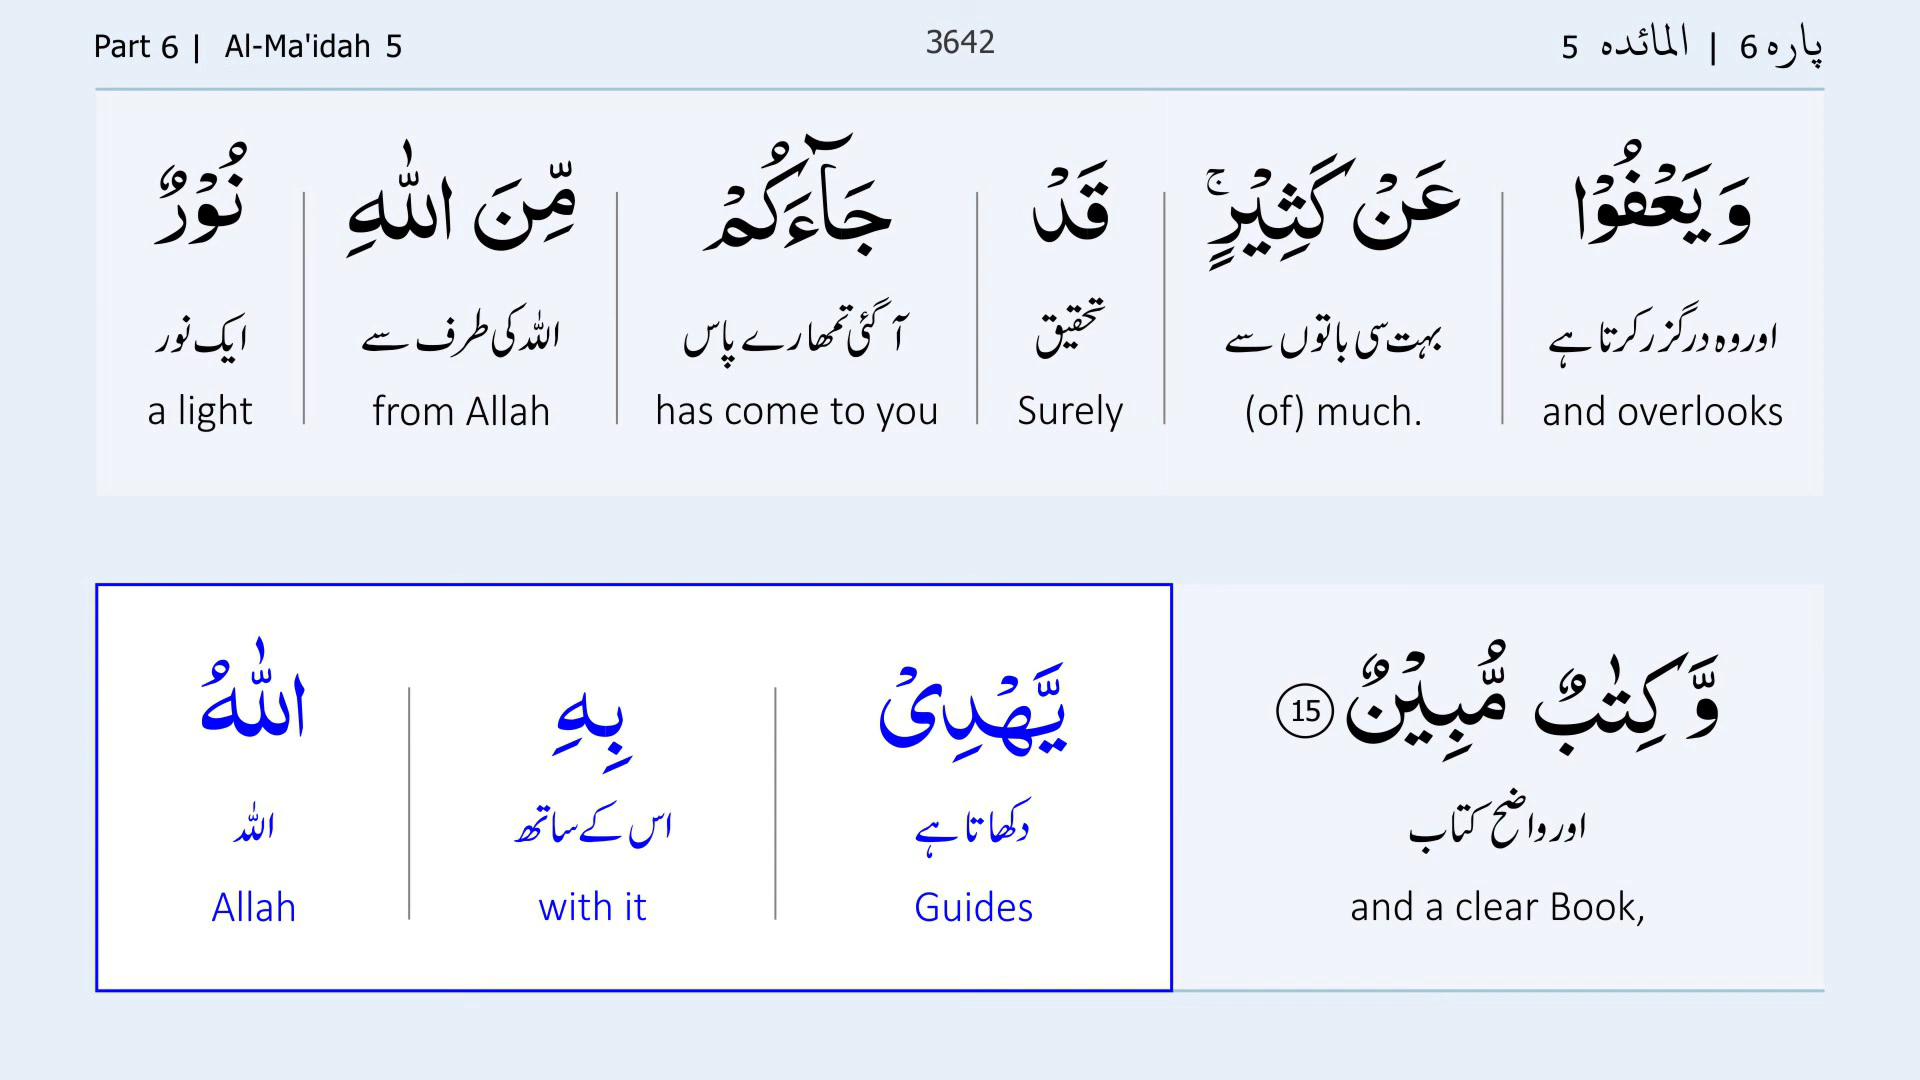 Part 6 | Al-Ma'idah 5
3642
پارہ 6 | المائدہ 5
وَيَعْفُوْا عَنْ كَثِيْرٍ ۚ قَدْ جَآءَكُمْ مِّنَ اللّٰهِ نُوْرٌ
اور وہ درگزر کرتا ہے بہت سی باتوں سے تحقیق آ گئی تمھارے پاس اللہ کی طرف سے ایک نور
and overlooks (of) much. Surely has come to you from Allah a light
وَّكِتٰبٌ مُّبِيْنٌ 15 يَّهْدِىْ بِهِ اللّٰهُ
اور واضح کتاب دکھاتا ہے اس کے ساتھ اللہ
and a clear Book, Guides with it Allah